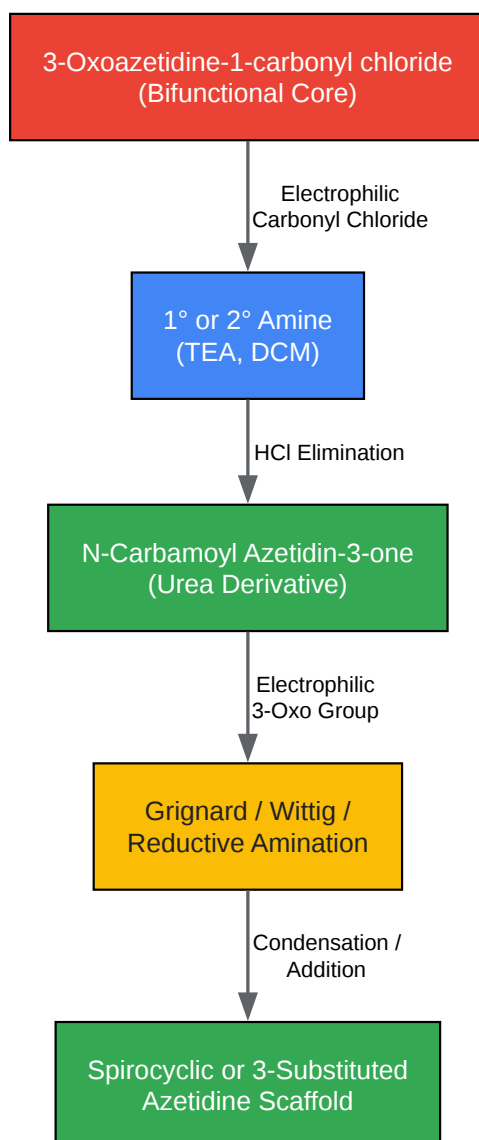 3-Oxoazetidine-1-carbonyl chloride
(Bifunctional Core)
Electrophilic
Carbonyl Chloride
1° or 2° Amine
(TEA, DCM)
HCl Elimination
N-Carbamoyl Azetidin-3-one
(Urea Derivative)
Electrophilic
3-Oxo Group
Grignard / Wittig /
Reductive Amination
Condensation /
Addition
Spirocyclic or 3-Substituted
Azetidine Scaffold